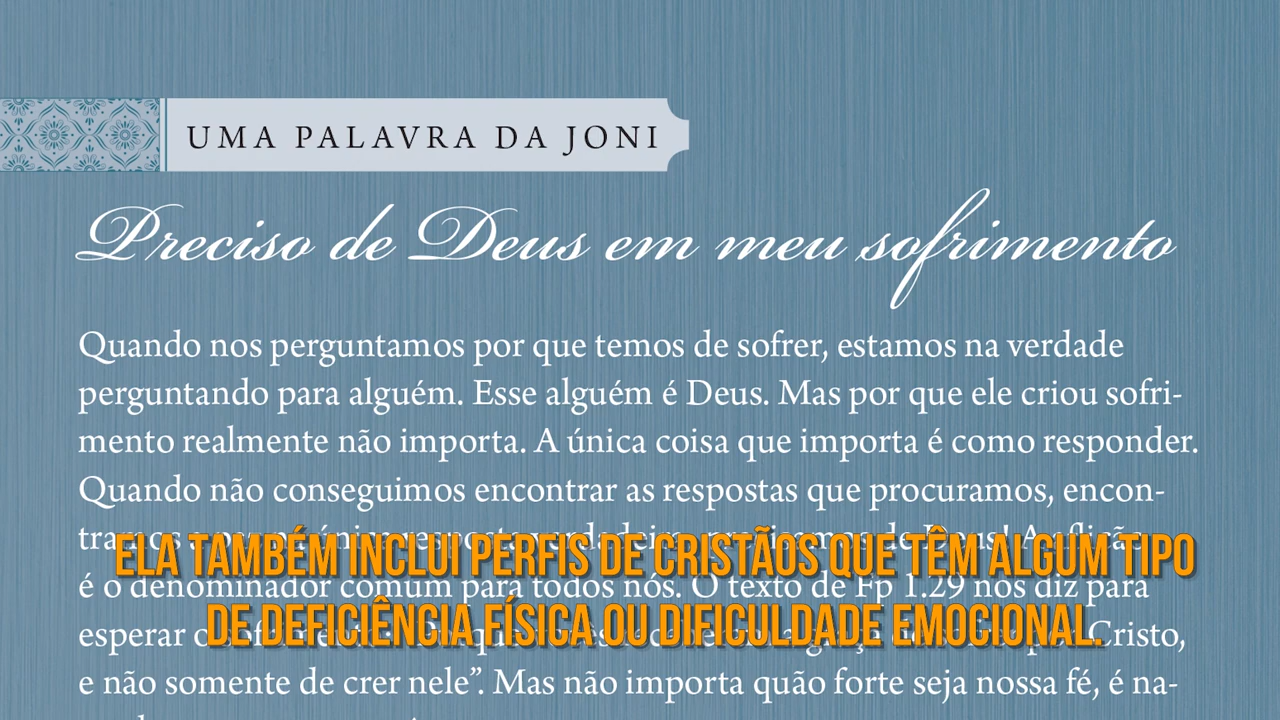 UMA PALAVRA DA JONI
Preciso de Deus em meu sofrimento
Quando nos perguntamos por que temos de sofrer, estamos na verdade
perguntando para alguém. Esse alguém é Deus. Mas por que ele criou sofri-
mento realmente não importa. A única coisa que importa é como responder.
Quando não conseguimos encontrar as respostas que procuramos, encon-
ELA TAMBÉM INCLUI PERFIS DE CRISTÃOS QUE TÊM ALGUM TIPO
é o denominador comum para todos nós. O texto de Fp 1.29 nos diz para
DE DEFICIÊNCIA FÍSICA OU DIFICULDADE EMOCIONAL.
esperar Cristo,
e não somente de crer nele”. Mas não importa quão forte seja nossa fé, é na-